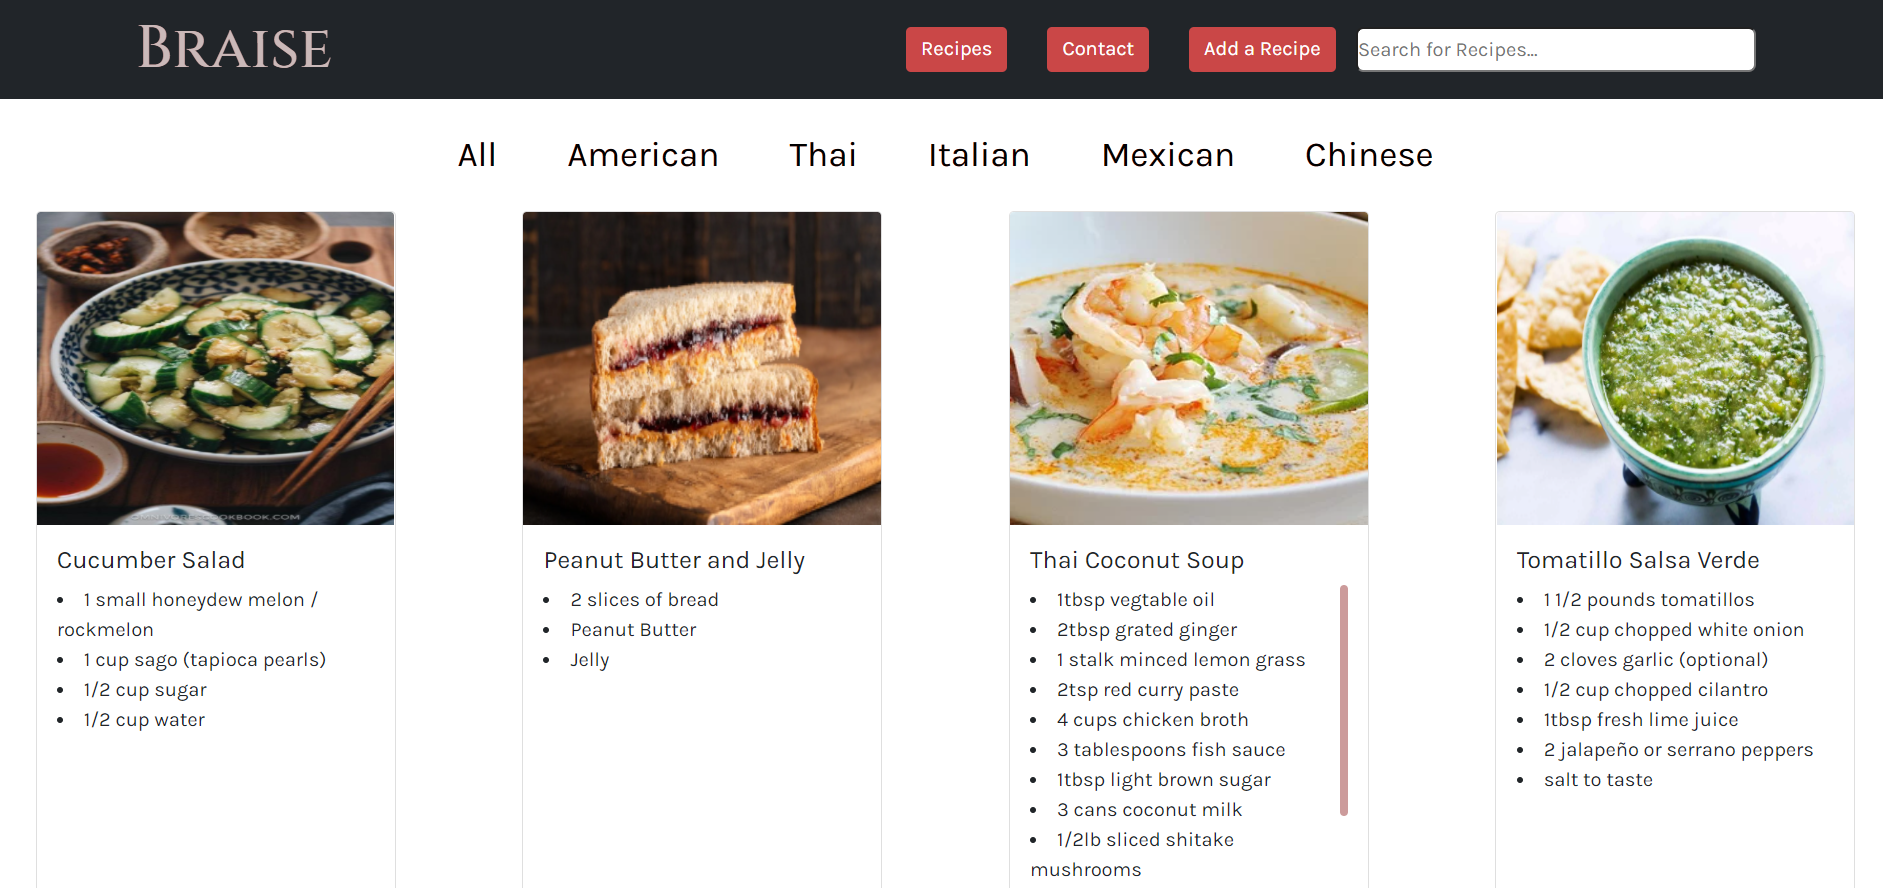 Braise
Recipes
Contact
Add a Recipe
Search for Recipes...
All
American
Thai
Italian
Mexican
Chinese
Cucumber Salad
• 1 small honeydew melon /
rockmelon
• 1 cup sago (tapioca pearls)
• 1/2 cup sugar
• 1/2 cup water
Peanut Butter and Jelly
• 2 slices of bread
• Peanut Butter
• Jelly
Thai Coconut Soup
• 1tbsp vegtable oil
• 2tbsp grated ginger
• 1 stalk minced lemon grass
• 2tsp red curry paste
• 4 cups chicken broth
• 3 tablespoons fish sauce
• 1tbsp light brown sugar
• 3 cans coconut milk
• 1/2lb sliced shitake
mushrooms
Tomatillo Salsa Verde
• 1 1/2 pounds tomatillos
• 1/2 cup chopped white onion
• 2 cloves garlic (optional)
• 1/2 cup chopped cilantro
• 1tbsp fresh lime juice
• 2 jalapeño or serrano peppers
• salt to taste